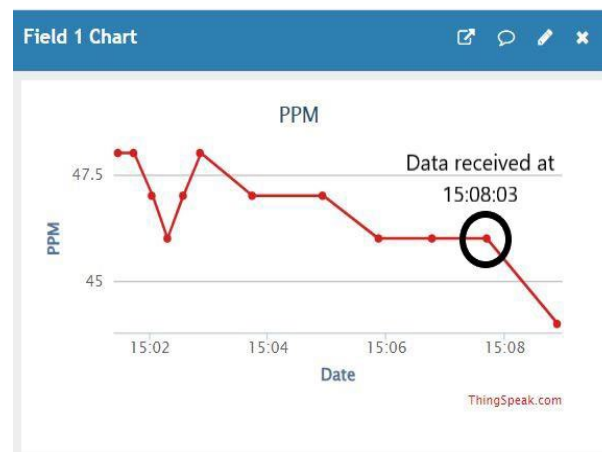 Field 1 Chart
PPM
Data received at
15:08:03
47.5
45
PPM
15:02 15:04 15:06 15:08
Date
ThingSpeak.com